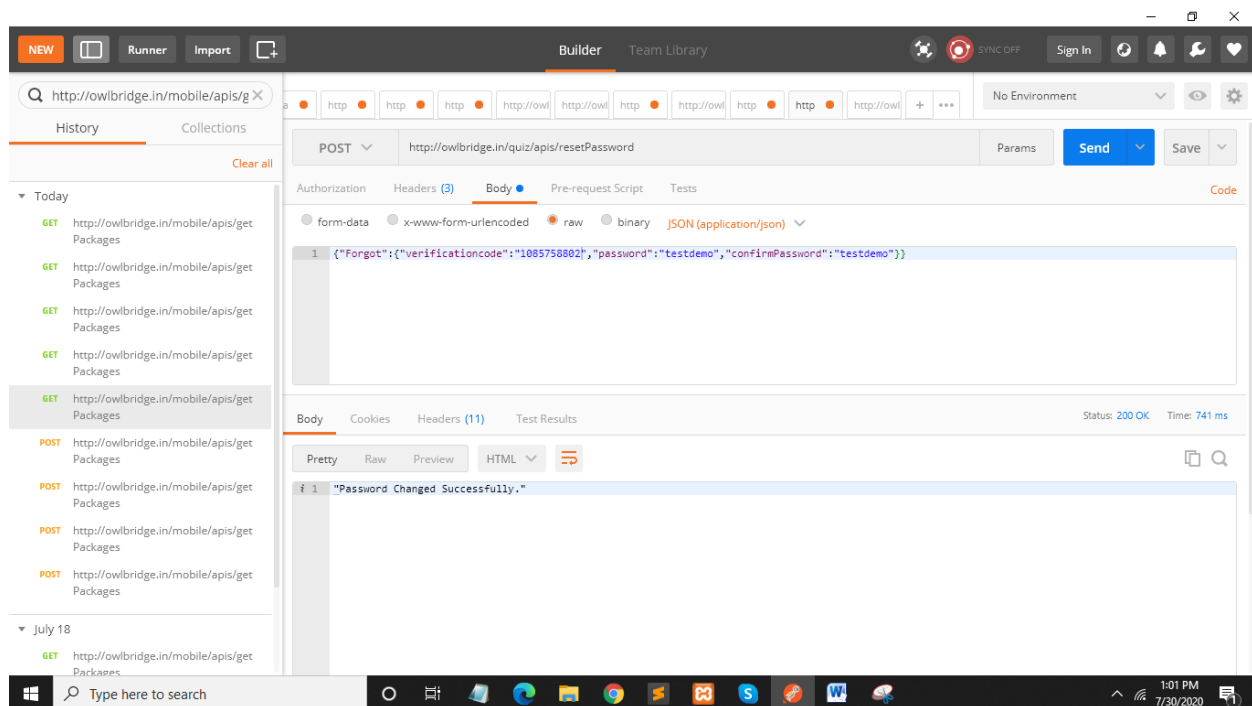 NEW Runner Import Builder Team Library SYNC OFF Sign In
http://owlbridge.in/mobile/apis/g
History Collections
Clear all
Today
GET http://owlbridge.in/mobile/apis/get
Packages
GET http://owlbridge.in/mobile/apis/get
Packages
GET http://owlbridge.in/mobile/apis/get
Packages
GET http://owlbridge.in/mobile/apis/get
Packages
GET http://owlbridge.in/mobile/apis/get
Packages
POST http://owlbridge.in/mobile/apis/get
Packages
POST http://owlbridge.in/mobile/apis/get
Packages
POST http://owlbridge.in/mobile/apis/get
Packages
POST http://owlbridge.in/mobile/apis/get
Packages
July 18
GET http://owlbridge.in/mobile/apis/get
Packages
a http http http http://owl http://owl http http://owl http http http://owl + •••
No Environment
POST http://owlbridge.in/quiz/apis/resetPassword Params Send Save
Authorization Headers (3) Body Pre-request Script Tests Code
form-data x-www-form-urlencoded raw binary JSON (application/json)
1 {"Forgot":{"verificationcode":"1085758802","password":"testdemo","confirmPassword":"testdemo"}}
Body Cookies Headers (11) Test Results Status: 200 OK Time: 741 ms
Pretty Raw Preview HTML
i 1 "Password Changed Successfully."
Type here to search
1:01 PM
7/30/2020
1